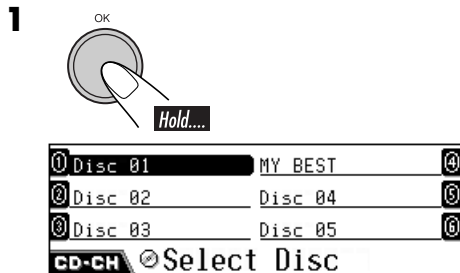 1
OK
Hold....
① Disc 01 MY BEST ④
② Disc 02 Disc 04 ⑤
③ Disc 03 Disc 05 ⑥
CD-CH Select Disc